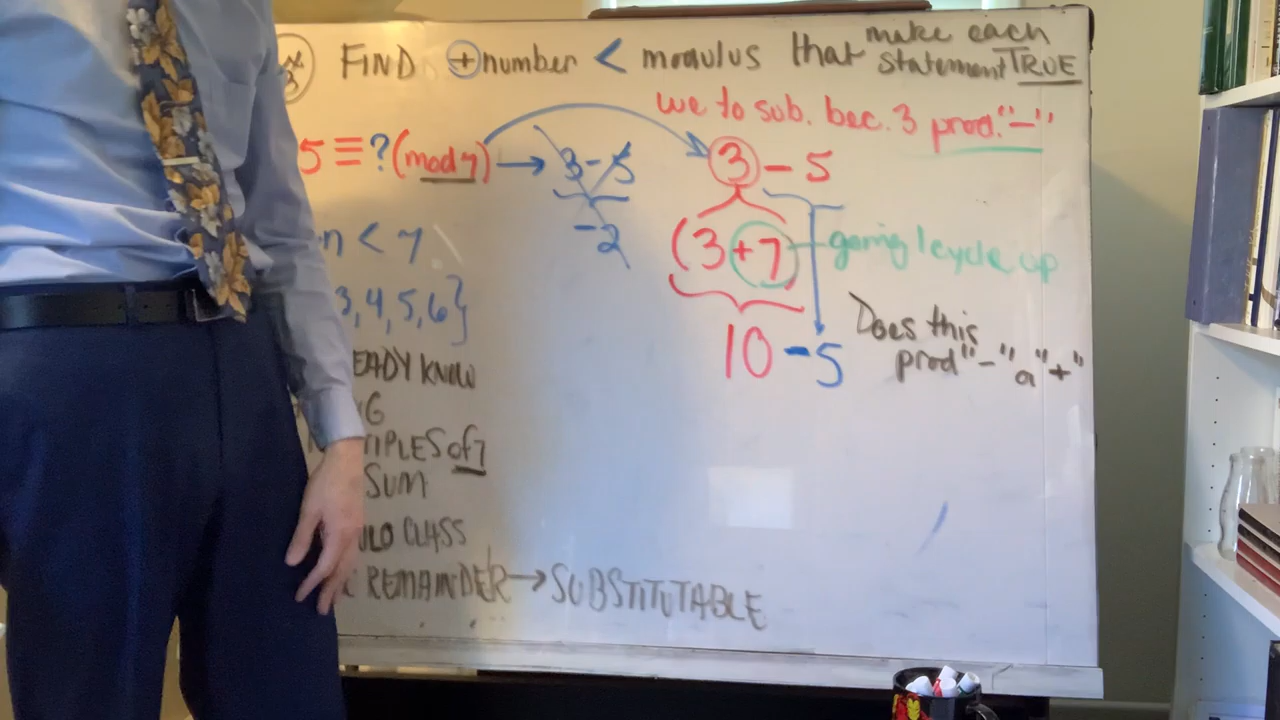 FIND + number < modulus that make each statement TRUE
we to sub. bec. 3 prod. "-"
5 ≡ ? (mod 7) → 3 - 5
-2
3 - 5
n < 7
(3 + 7
going 1 cycle up
3, 4, 5, 6}
10 - 5
Does this
prod "-" a "+"
EADY KNOW
G
TIPLES of 7
SUM
ULO CLASS
REMAINDER → SUBSTITUTABLE